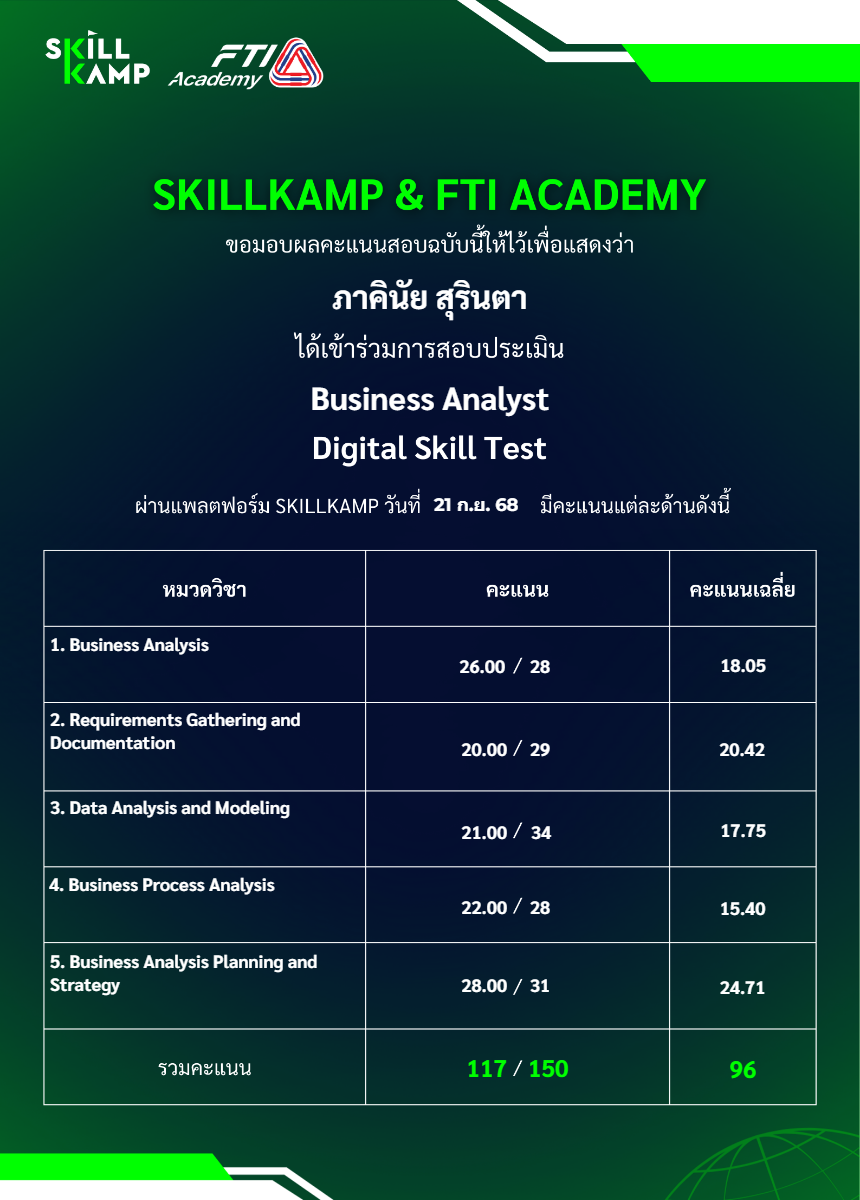 SKILL
KAMP
FTI
Academy
SKILLKAMP & FTI ACADEMY
ขอมอบผลคะแนนสอบฉบับนี้ให้ไว้เพื่อแสดงว่า
ภาคินัย สุรินตา
ได้เข้าร่วมการสอบประเมิน
Business Analyst
Digital Skill Test
ผ่านแพลตฟอร์ม SKILLKAMP วันที่ 21 ก.ย. 68 มีคะแนนแต่ละด้านดังนี้
หมวดวิชา คะแนน คะแนนเฉลี่ย
1. Business Analysis
26.00 / 28 18.05
2. Requirements Gathering and
Documentation
20.00 / 29 20.42
3. Data Analysis and Modeling
21.00 / 34 17.75
4. Business Process Analysis
22.00 / 28 15.40
5. Business Analysis Planning and
Strategy
28.00 / 31 24.71
รวมคะแนน 117 / 150 96